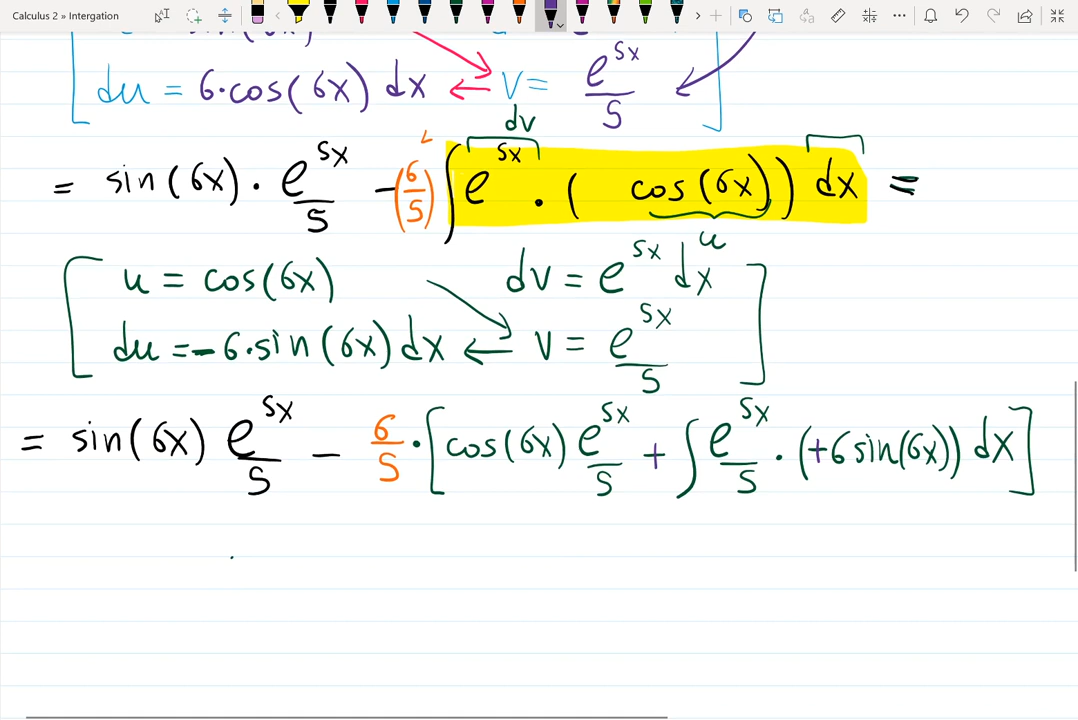 Calculus 2 » Intergation
du = 6·cos(6x) dx ← v = e^5x/5
dv
= sin(6x) · e^5x/5 - (6/5) ∫ e^5x · ( cos(6x)) dx =
u
[ u = cos(6x) dv = e^5x dx ]
du = -6·sin(6x) dx ← v = e^5x/5
= sin(6x) e^5x/5 - 6/5 · [cos(6x) e^5x/5 + ∫ e^5x/5 · (+6 sin(6x)) dx]